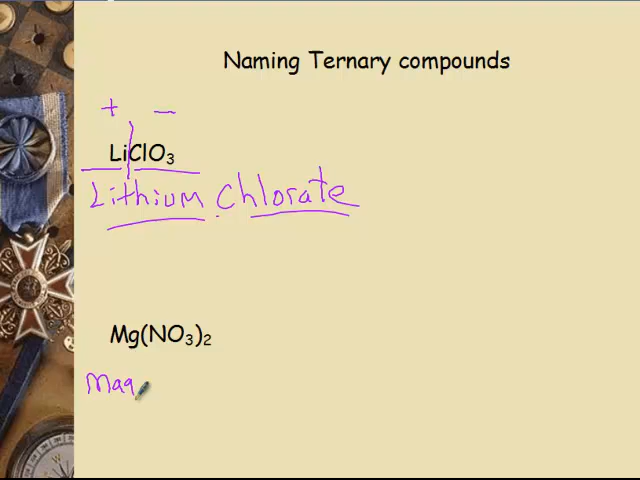 Naming Ternary compounds
+ −
LiClO₃
Lithium Chlorate
Mg(NO₃)₂
Mag